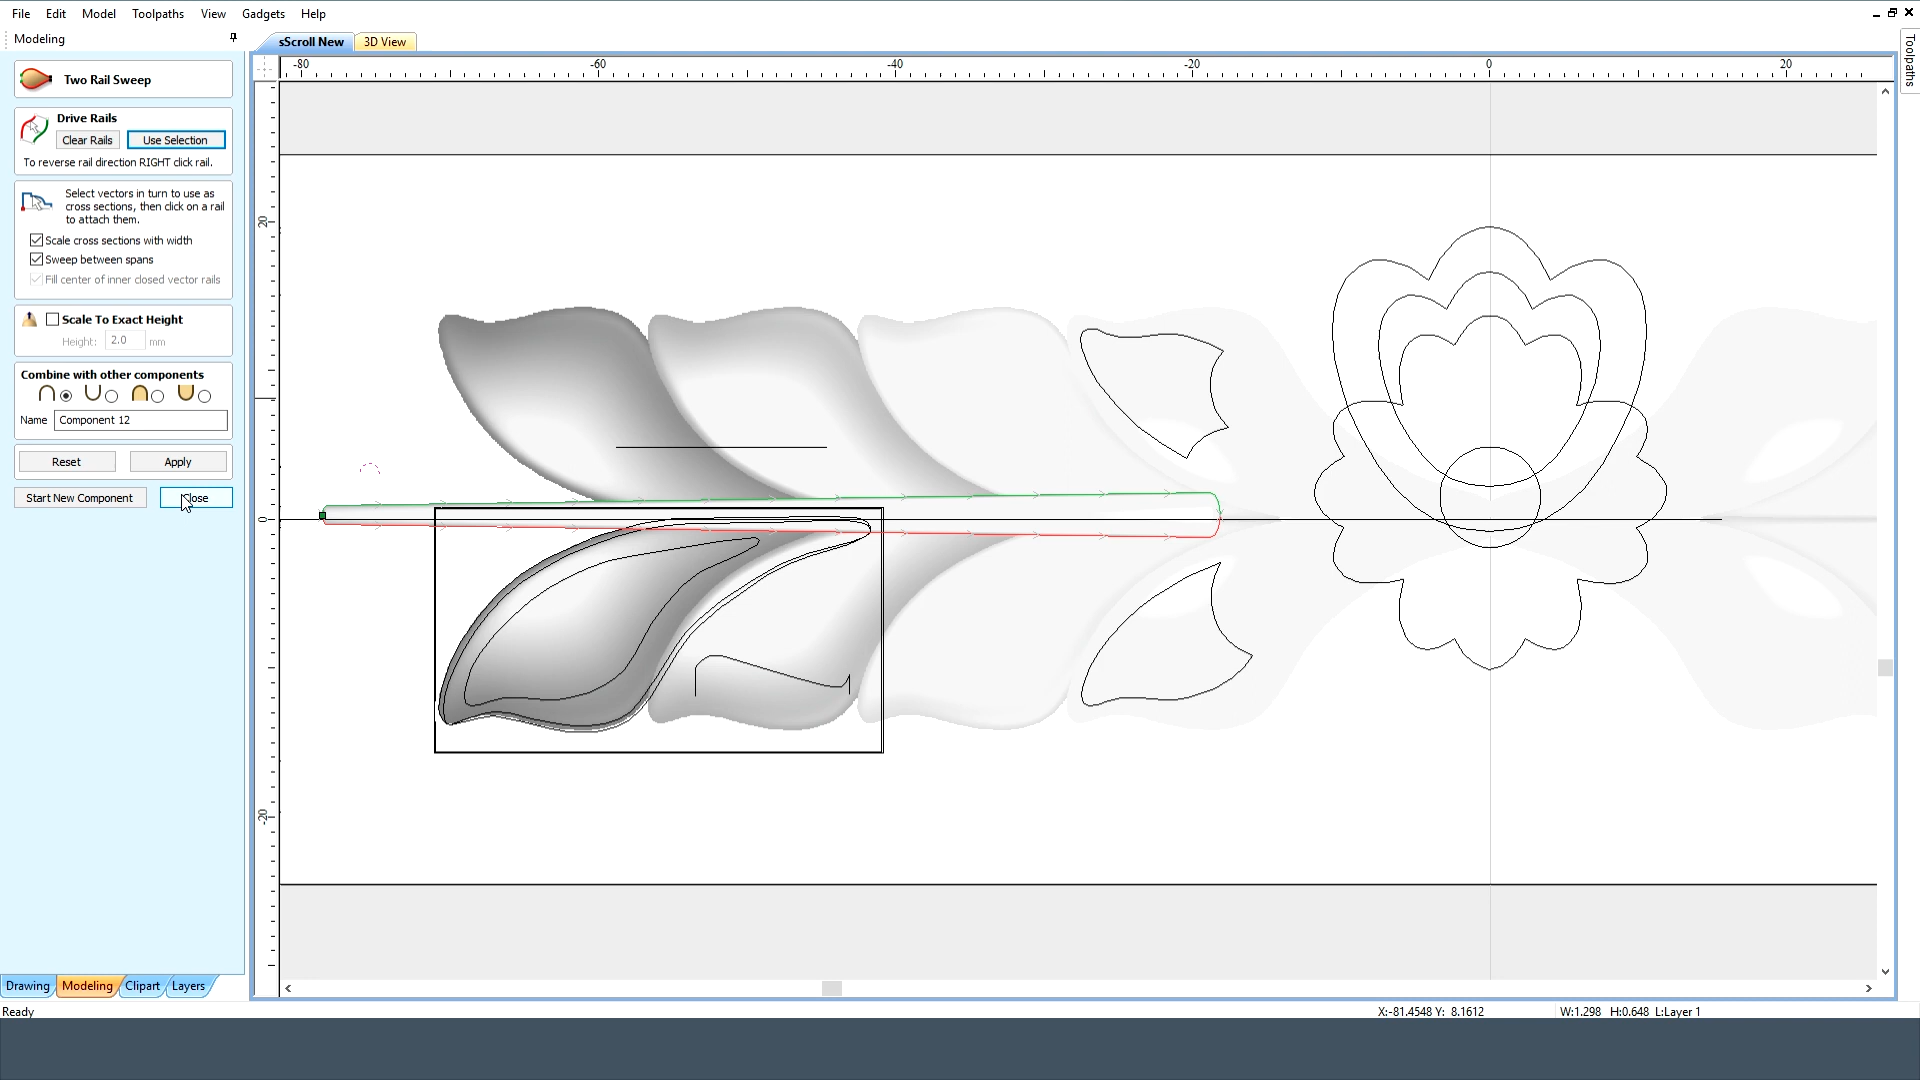 File Edit Model Toolpaths View Gadgets Help
Modeling
sScroll New 3D View
Toolpaths
-80 -60 -40 -20 0 20
Two Rail Sweep
Drive Rails
Clear Rails Use Selection
To reverse rail direction RIGHT click rail.
Select vectors in turn to use as
cross sections, then click on a rail
to attach them.
Scale cross sections with width
Sweep between spans
Fill center of inner closed vector rails
Scale To Exact Height
Height: 2.0 mm
Combine with other components
Name Component 12
Reset Apply
Start New Component Close
20
0
-20
Drawing Modeling Clipart Layers
Ready X:-81.4548 Y: 8.1612 W:1.298 H:0.648 L:Layer 1